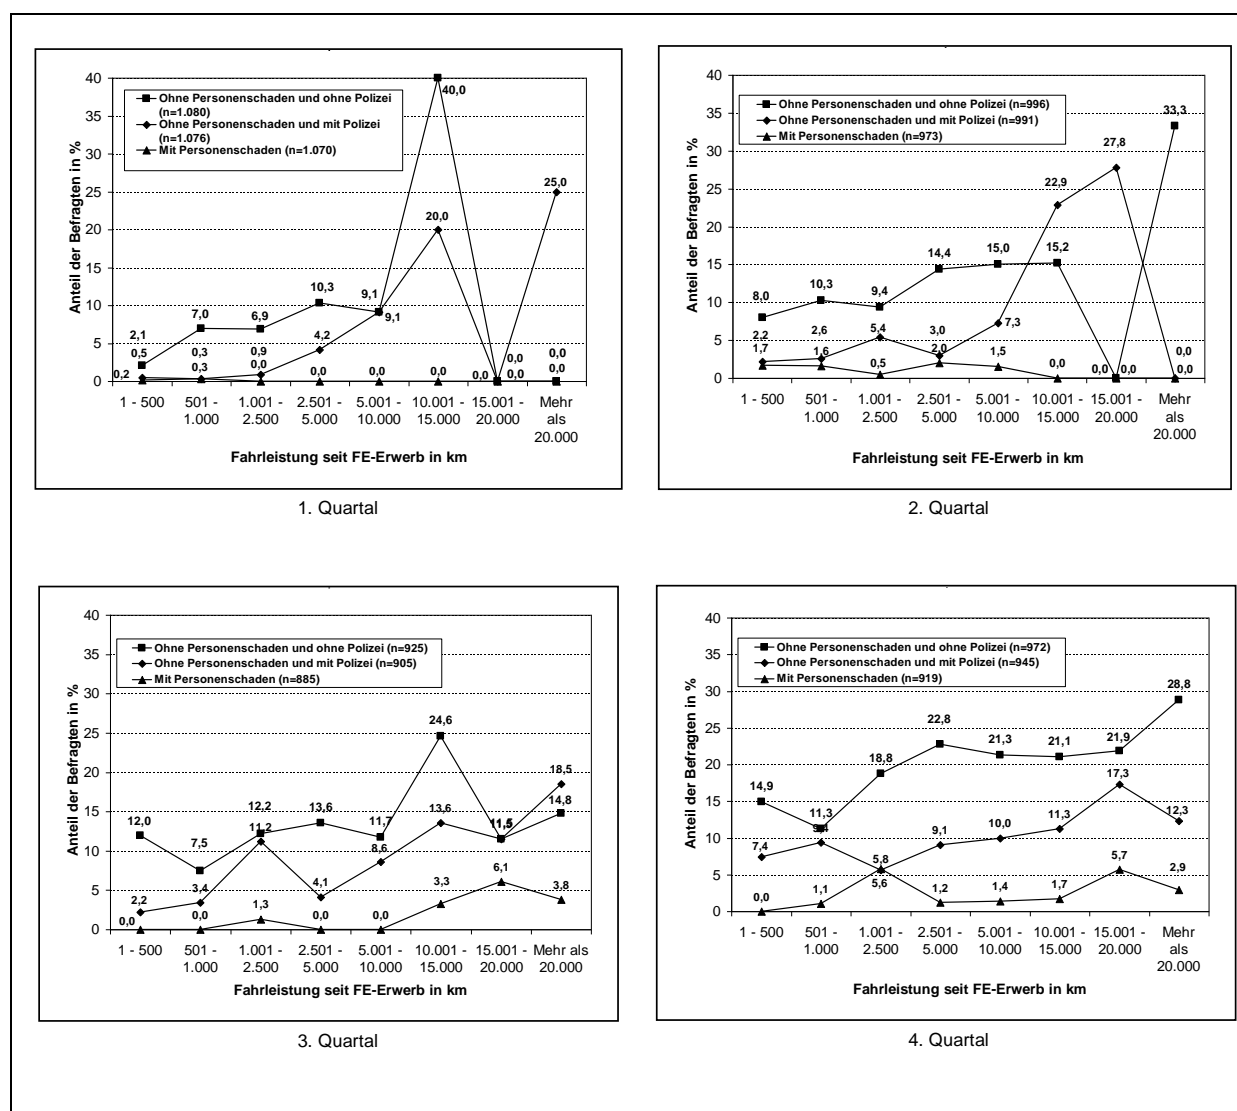 Anteil der Befragten in %
40
35
30
25
20
15
10
5
0
Ohne Personenschaden und ohne Polizei
(n=1.080)
Ohne Personenschaden und mit Polizei
(n=1.076)
Mit Personenschaden (n=1.070)
2,1 7,0 6,9 10,3 9,1 40,0 0,0 0,0
0,5 0,3 0,9 4,2 9,1 20,0 0,0 25,0
0,2 0,3 0,0 0,0 0,0 0,0 0,0 0,0
1 - 500 501 - 1.001 - 2.501 - 5.001 - 10.001 - 15.001 - Mehr
1.000 2.500 5.000 10.000 15.000 20.000 als
20.000
Fahrleistung seit FE-Erwerb in km
1. Quartal
Anteil der Befragten in %
40
35
30
25
20
15
10
5
0
Ohne Personenschaden und ohne Polizei (n=996)
Ohne Personenschaden und mit Polizei (n=991)
Mit Personenschaden (n=973)
8,0 10,3 9,4 14,4 15,0 15,2 0,0 33,3
2,2 2,6 5,4 3,0 7,3 22,9 27,8 0,0
1,7 1,6 0,5 2,0 1,5 0,0 0,0 0,0
1 - 500 501 - 1.001 - 2.501 - 5.001 - 10.001 - 15.001 - Mehr
1.000 2.500 5.000 10.000 15.000 20.000 als
20.000
Fahrleistung seit FE-Erwerb in km
2. Quartal
Anteil der Befragten in %
40
35
30
25
20
15
10
5
0
Ohne Personenschaden und ohne Polizei (n=925)
Ohne Personenschaden und mit Polizei (n=905)
Mit Personenschaden (n=885)
12,0 7,5 12,2 13,6 11,7 24,6 11,5 14,8
2,2 3,4 11,2 4,1 8,6 13,6 18,5
0,0 0,0 1,3 0,0 0,0 3,3 6,1 3,8
1 - 500 501 - 1.001 - 2.501 - 5.001 - 10.001 - 15.001 - Mehr als
1.000 2.500 5.000 10.000 15.000 20.000 20.000
Fahrleistung seit FE-Erwerb in km
3. Quartal
Anteil der Befragten in %
40
35
30
25
20
15
10
5
0
Ohne Personenschaden und ohne Polizei (n=972)
Ohne Personenschaden und mit Polizei (n=945)
Mit Personenschaden (n=919)
14,9 11,3 18,8 22,8 21,3 21,1 21,9 28,8
7,4 9,4 5,6 9,1 10,0 11,3 17,3 12,3
0,0 1,1 5,8 1,2 1,4 1,7 5,7 2,9
1 - 500 501 - 1.001 - 2.501 - 5.001 - 10.001 - 15.001 - Mehr
1.000 2.500 5.000 10.000 15.000 20.000 als
20.000
Fahrleistung seit FE-Erwerb in km
4. Quartal